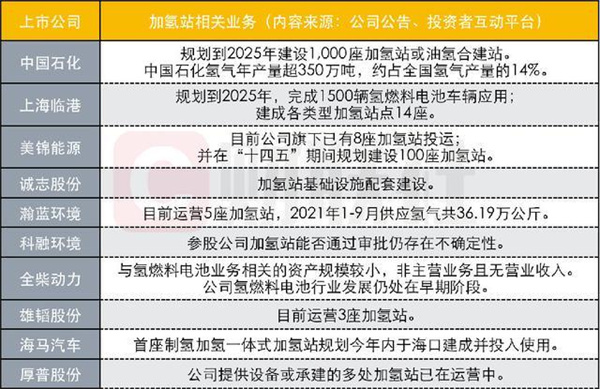 上市公司 加氢站相关业务（内容来源：公司公告、投资者互动平台）
中国石化 规划到2025年建设1,000座加氢站或油氢合建站。
中国石化氢气年产量超350万吨，约占全国氢气产量的14%。
上海临港 规划到2025年，完成1500辆氢燃料电池车辆应用；
建成各类型加氢站点14座。
美锦能源 目前公司旗下已有8座加氢站投运；
并在“十四五”期间规划建设100座加氢站。
诚志股份 加氢站基础设施配套建设。
瀚蓝环境 目前运营5座加氢站，2021年1-9月供应氢气共36.19万公斤。
科融环境 参股公司加氢站能否通过审批仍存在不确定性。
全柴动力 与氢燃料电池业务相关的资产规模较小，非主营业务且无营业收入。
公司氢燃料电池行业发展仍处在早期阶段。
雄韬股份 目前运营3座加氢站。
海马汽车 首座制氢加氢一体式加氢站规划今年内于海口建成并投入使用。
厚普股份 公司提供设备或承建的多处加氢站已在运营中。